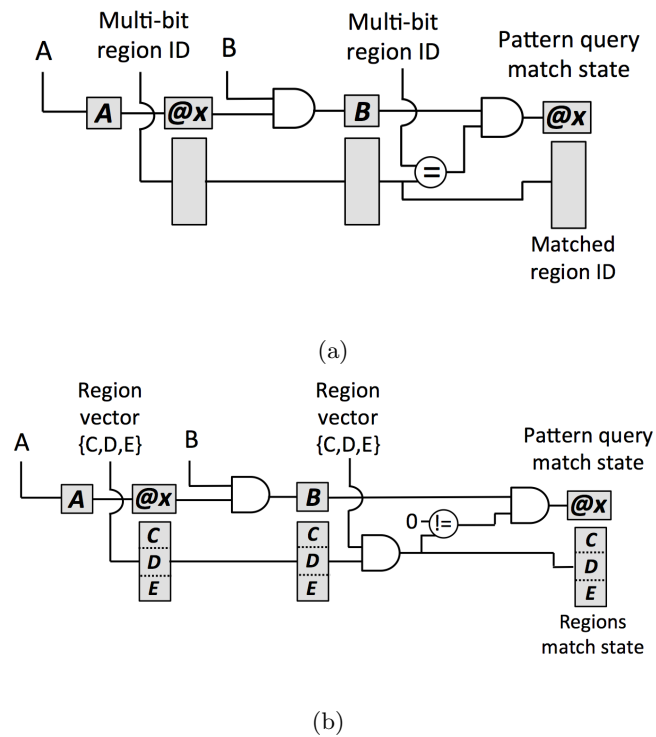 A
Multi-bit
region ID
B
Multi-bit
region ID
Pattern query
match state
A
@x
B
@x
=
Matched
region ID
(a)
Region
vector
{C,D,E}
Region
vector
{C,D,E}
A
B
Pattern query
match state
A
@x
B
0
!=
@x
C
D
E
C
D
E
C
D
E
Regions
match state
(b)